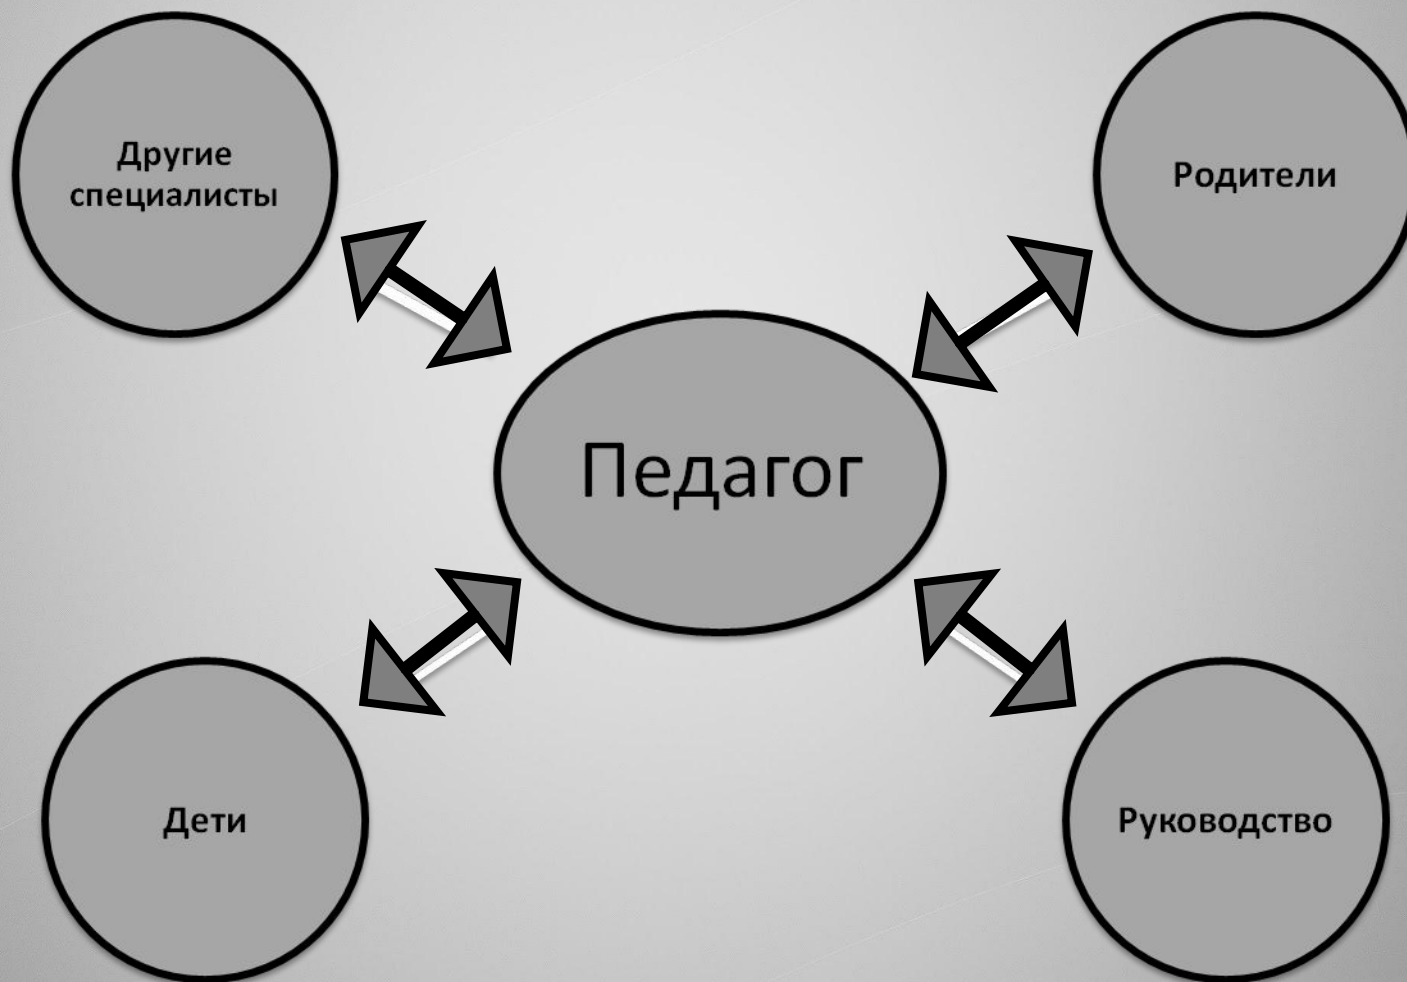 Другие
специалисты
Родители
Педагог
Дети
Руководство